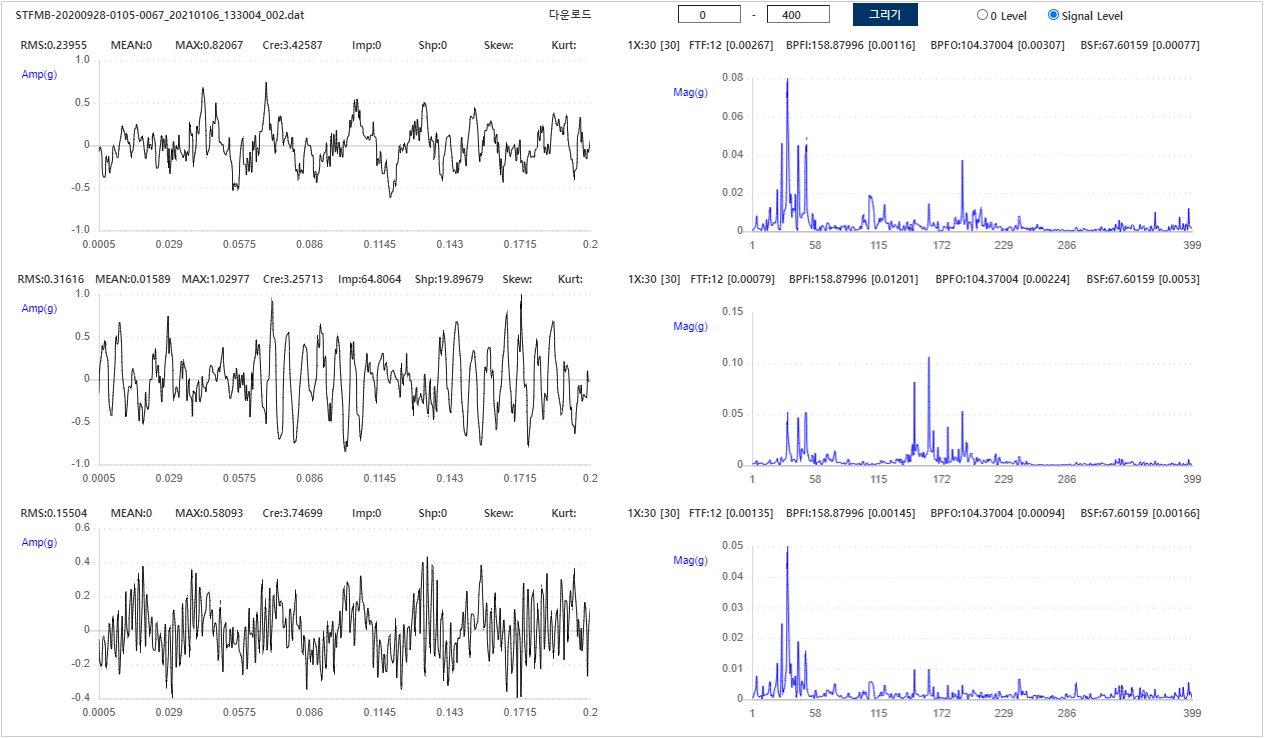 STFMB-20200928-0105-0067_20210106_133004_002.dat 다운로드 0 - 400 그리기 0 Level Signal Level
RMS:0.23955 MEAN:0 MAX:0.82067 Cre:3.42587 Imp:0 Shp:0 Skew: Kurt:
1X:30 [30] FTF:12 [0.00267] BPFI:158.87996 [0.00116] BPFO:104.37004 [0.00307] BSF:67.60159 [0.00077]
Amp(g)
1.0
0.5
0
-0.5
-1.0
0.0005 0.029 0.0575 0.086 0.1145 0.143 0.1715 0.2
Mag(g)
0.08
0.06
0.04
0.02
0
1 58 115 172 229 286 399
RMS:0.31616 MEAN:0.01589 MAX:1.02977 Cre:3.25713 Imp:64.8064 Shp:19.89679 Skew: Kurt:
1X:30 [30] FTF:12 [0.00079] BPFI:158.87996 [0.01201] BPFO:104.37004 [0.00224] BSF:67.60159 [0.0053]
Amp(g)
1.0
0.5
0
-0.5
-1.0
0.0005 0.029 0.0575 0.086 0.1145 0.143 0.1715 0.2
Mag(g)
0.15
0.10
0.05
0
1 58 115 172 229 286 399
RMS:0.15504 MEAN:0 MAX:0.58093 Cre:3.74699 Imp:0 Shp:0 Skew: Kurt:
1X:30 [30] FTF:12 [0.00135] BPFI:158.87996 [0.00145] BPFO:104.37004 [0.00094] BSF:67.60159 [0.00166]
Amp(g)
0.6
0.4
0.2
0
-0.2
-0.4
0.0005 0.029 0.0575 0.086 0.1145 0.143 0.1715 0.2
Mag(g)
0.05
0.04
0.03
0.02
0.01
0
1 58 115 172 229 286 399